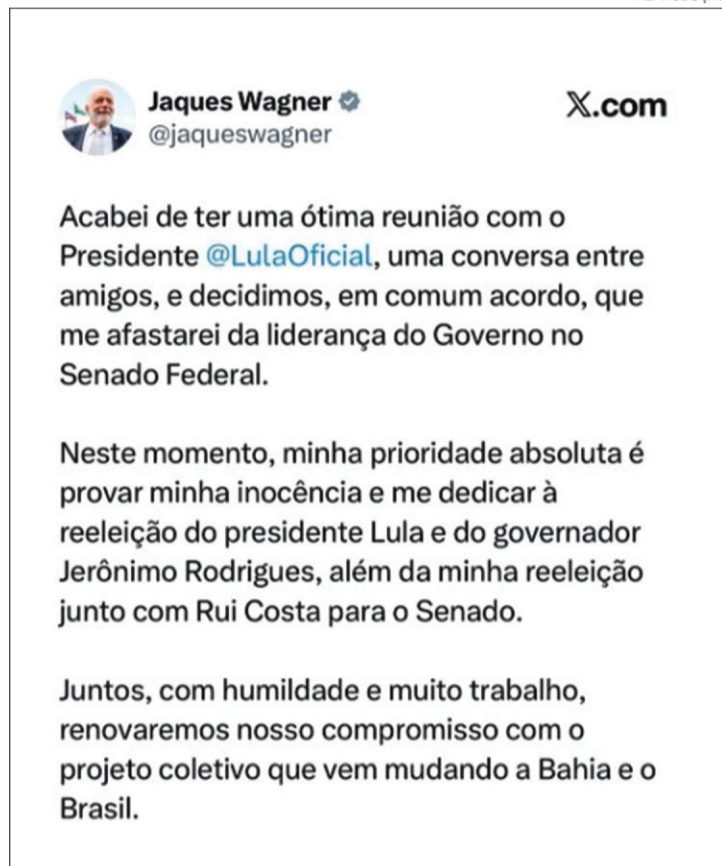 Jaques Wagner
X.com
@jaqueswagner
Acabei de ter uma ótima reunião com o
Presidente @LulaOficial, uma conversa entre
amigos, e decidimos, em comum acordo, que
me afastarei da liderança do Governo no
Senado Federal.
Neste momento, minha prioridade absoluta é
provar minha inocência e me dedicar à
reeleição do presidente Lula e do governador
Jerônimo Rodrigues, além da minha reeleição
junto com Rui Costa para o Senado.
Juntos, com humildade e muito trabalho,
renovaremos nosso compromisso com o
projeto coletivo que vem mudando a Bahia e o
Brasil.